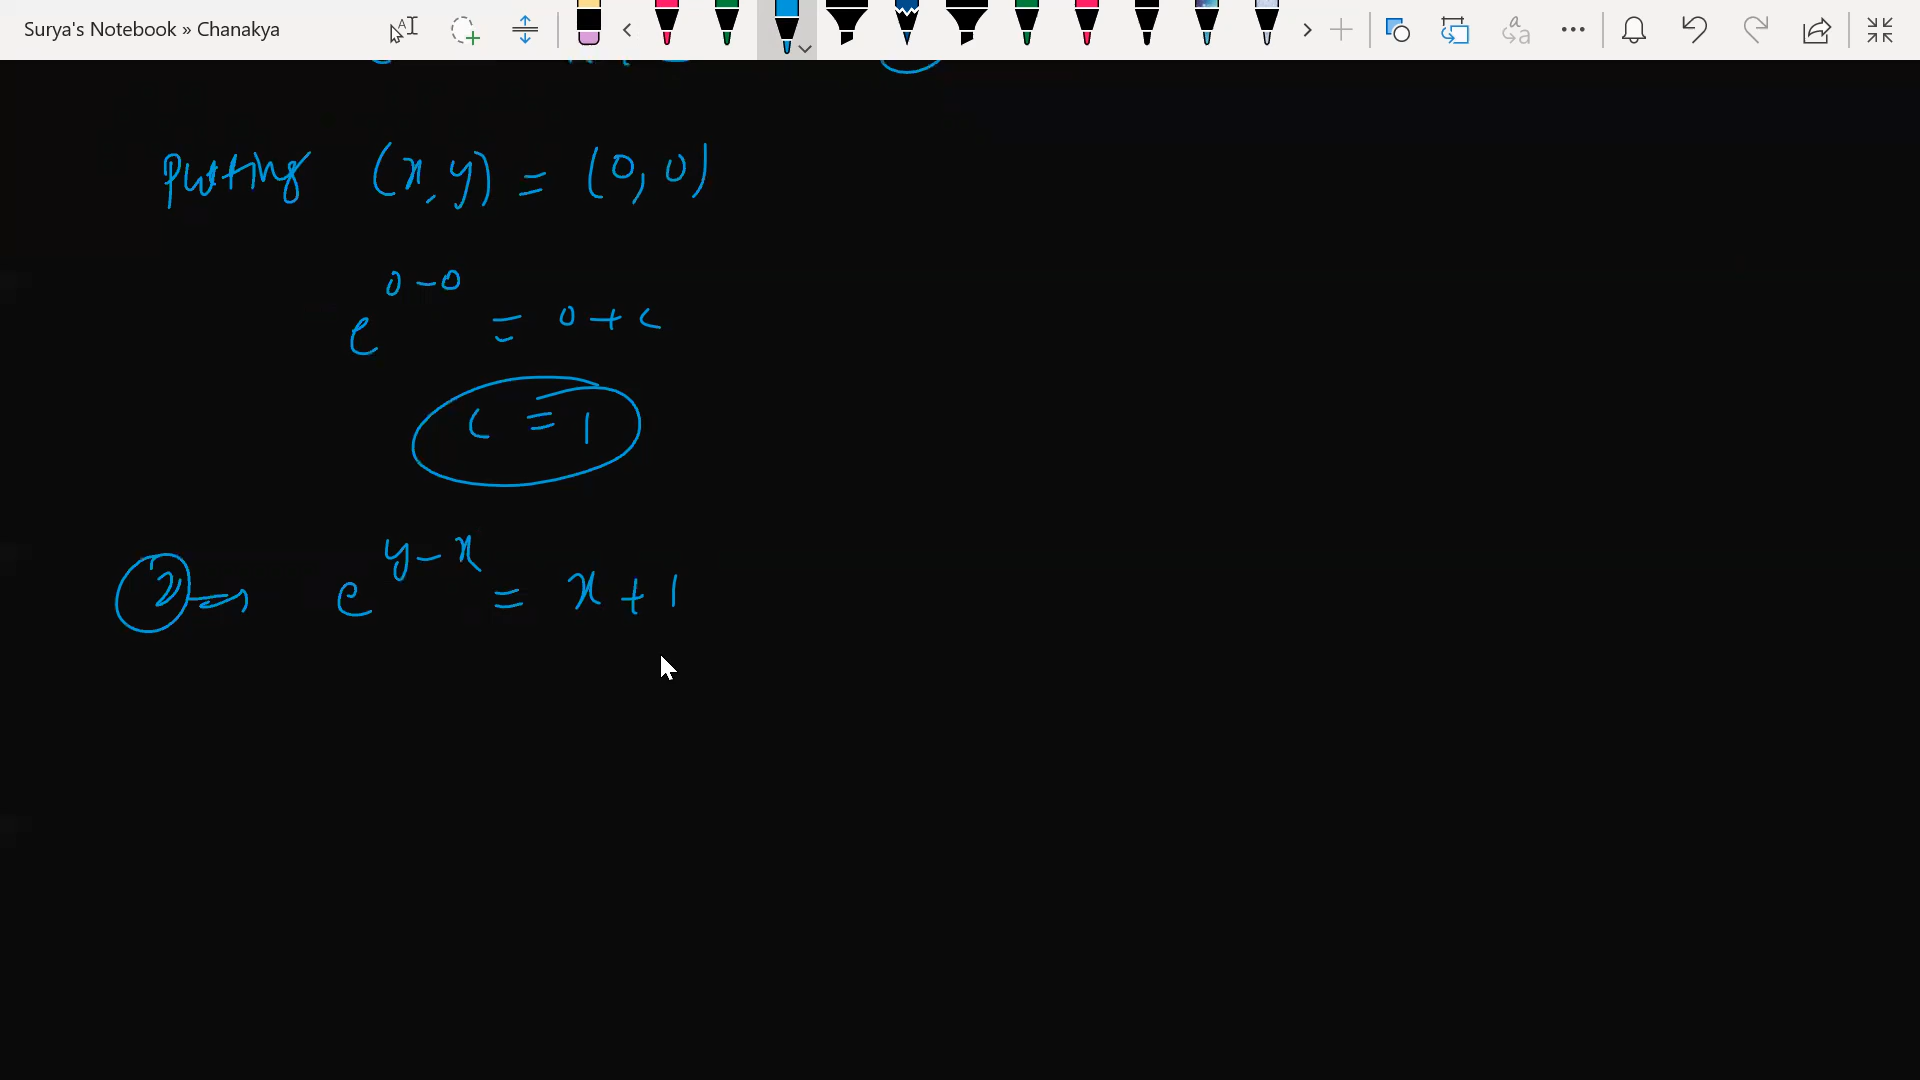 Surya's Notebook » Chanakya
Putting (x, y) = (0, 0)
e^{0-0} = 0 + c
c = 1
② → e^{y-x} = x + 1